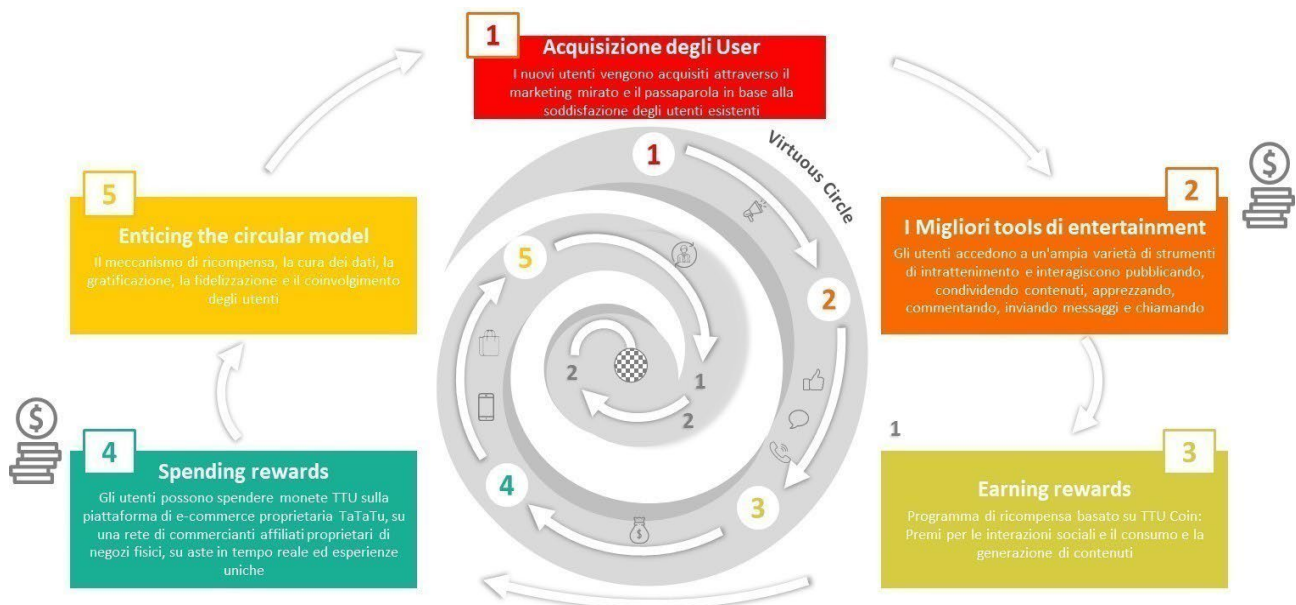 1
Acquisizione degli User
I nuovi utenti vengono acquisiti attraverso il
marketing mirato e il passaparola in base alla
soddisfazione degli utenti esistenti
Virtuous Circle
2
I Migliori tools di entertainment
Gli utenti accedono a un'ampia varietà di strumenti
di intrattenimento e interagiscono pubblicando,
condividendo contenuti, apprezzando,
commentando, inviando messaggi e chiamando
1
3
Earning rewards
Programma di ricompensa basato su TTU Coin:
Premi per le interazioni sociali e il consumo e la
generazione di contenuti
4
Spending rewards
Gli utenti possono spendere monete TTU sulla
piattaforma di e-commerce proprietaria TaTaTu, su
una rete di commercianti affiliati proprietari di
negozi fisici, su aste in tempo reale ed esperienze
uniche
5
Enticing the circular model
Il meccanismo di ricompensa, la cura dei dati, la
gratificazione, la fidelizzazione e il coinvolgimento
degli utenti
1
2
3
4
5
1
2
2
$
$
$